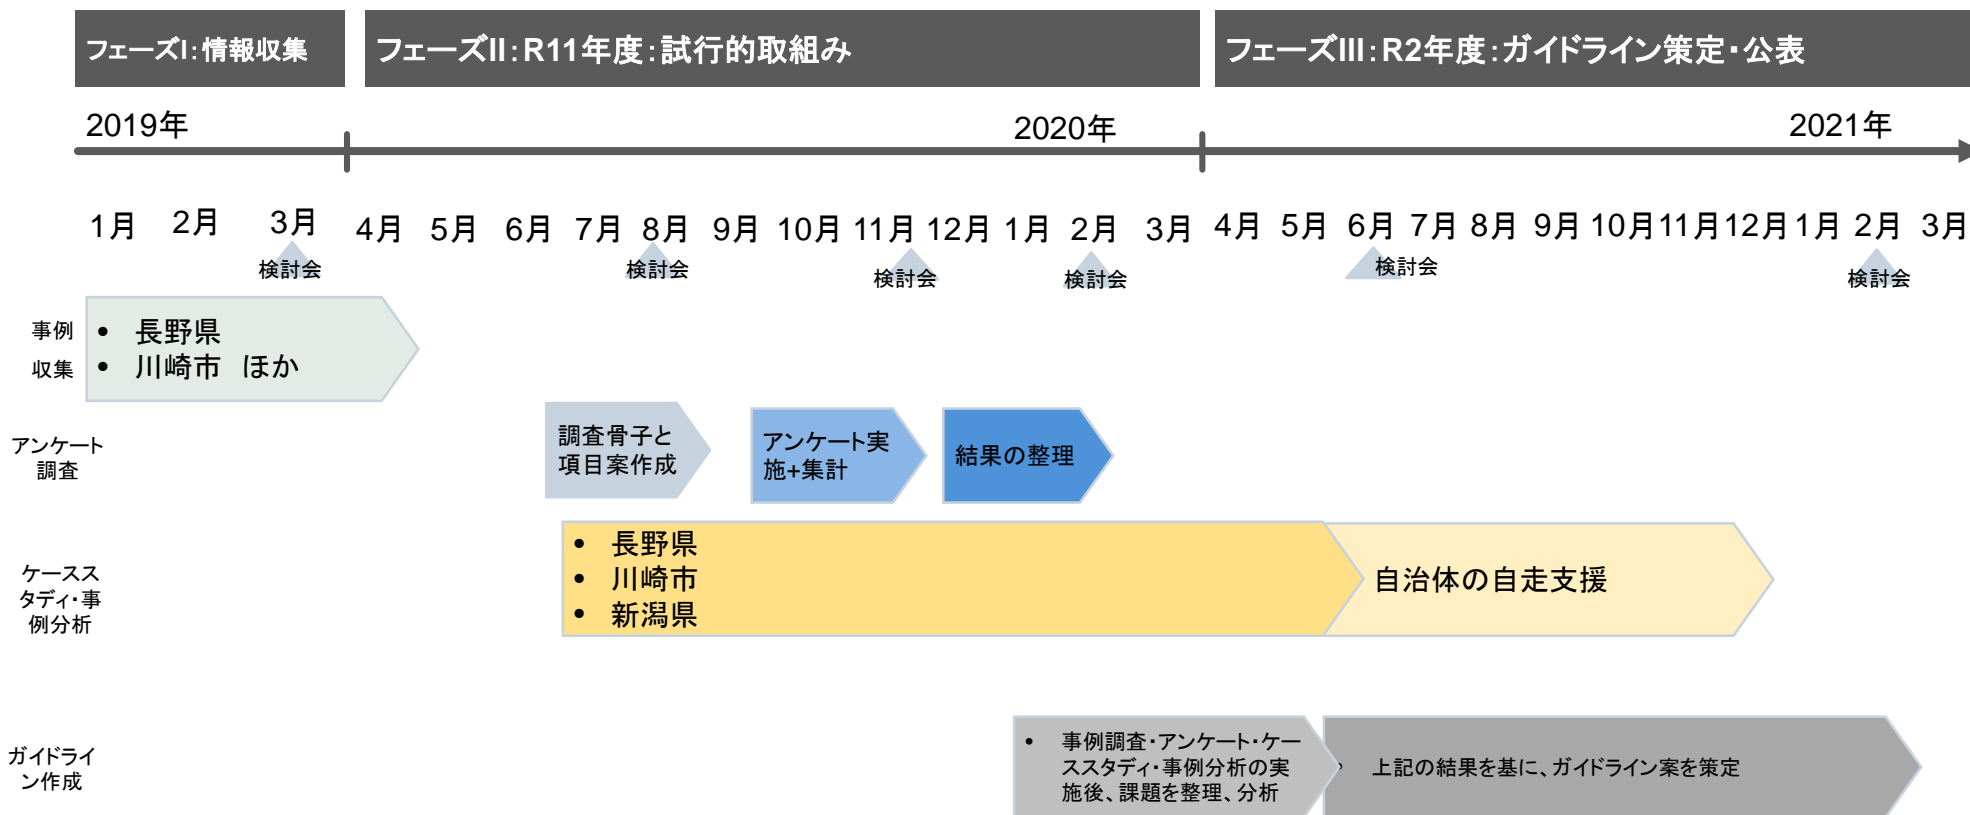 フェーズI：情報収集
フェーズII：R11年度：試行的取組み
フェーズIII：R2年度：ガイドライン策定・公表
2019年
2020年
2021年
1月 2月 3月 4月 5月 6月 7月 8月 9月 10月 11月 12月 1月 2月 3月 4月 5月 6月 7月 8月 9月 10月 11月 12月 1月 2月 3月
検討会 検討会 検討会 検討会 検討会 検討会
事例
収集
• 長野県
• 川崎市 ほか
アンケート
調査
調査骨子と
項目案作成
アンケート実
施+集計
結果の整理
ケースス
タディ・事
例分析
• 長野県
• 川崎市
• 新潟県
自治体の自走支援
ガイドライ
ン作成
• 事例調査・アンケート・ケー
ススタディ・事例分析の実
施後、課題を整理、分析
• 上記の結果を基に、ガイドライン案を策定